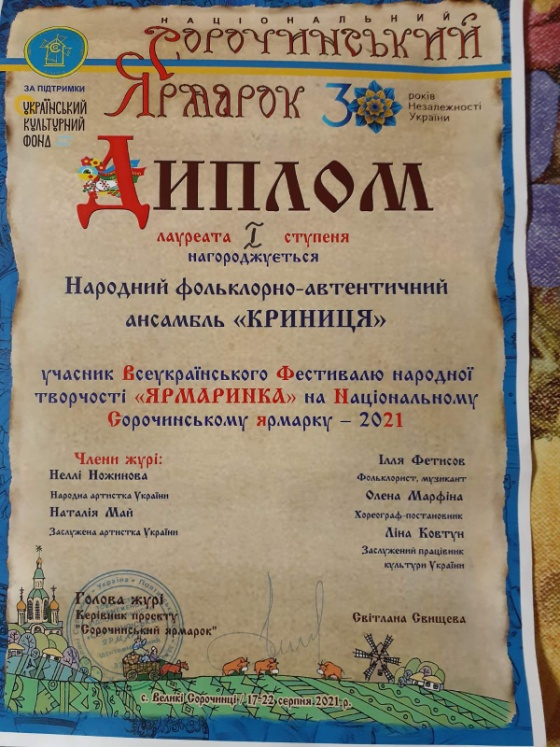 НАЦІОНАЛЬНИЙ
СОРОЧИНСЬКИЙ
ЯРМАРОК
ЗА ПІДТРИМКИ
УКРАЇНСЬКИЙ
КУЛЬТУРНИЙ
ФОНД
30
років
Незалежності
України
ДИПЛОМ
лауреата I ступеня
нагороджується
Народний фольклорно-автентичний
ансамбль «КРИНИЦЯ»
учасник Всеукраїнського Фестивалю народної
творчості «ЯРМАРИНКА» на Національному
Сорочинському ярмарку – 2021
Члени журі:
Неллі Ножинова
Народна артистка України
Наталія Май
Заслужена артистка України
Ілля Фетисов
Фольклорист, музикант
Олена Марфіна
Хореограф-постановник
Ліна Ковтун
Заслужений працівник
культури України
Голова журі
Керівник проекту
"Сорочинський ярмарок"
Світлана Свищева
с. Великі Сорочинці / 17-22 серпня 2021 р.